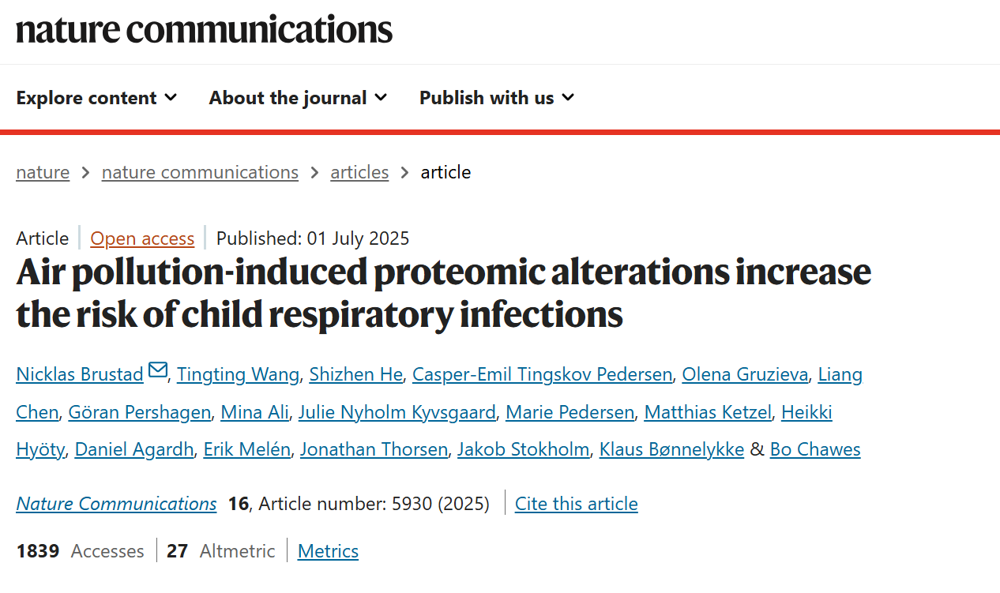 nature communications
Explore content About the journal Publish with us
nature > nature communications > articles > article
Article Open access Published: 01 July 2025
Air pollution-induced proteomic alterations increase
the risk of child respiratory infections
Nicklas Brustad, Tingting Wang, Shizhen He, Casper-Emil Tingskov Pedersen, Olena Gruzieva, Liang
Chen, Göran Pershagen, Mina Ali, Julie Nyholm Kyvsgaard, Marie Pedersen, Matthias Ketzel, Heikki
Hyöty, Daniel Agardh, Erik Melén, Jonathan Thorsen, Jakob Stokholm, Klaus Bønnelykke & Bo Chawes
Nature Communications 16, Article number: 5930 (2025) Cite this article
1839 Accesses 27 Altmetric Metrics